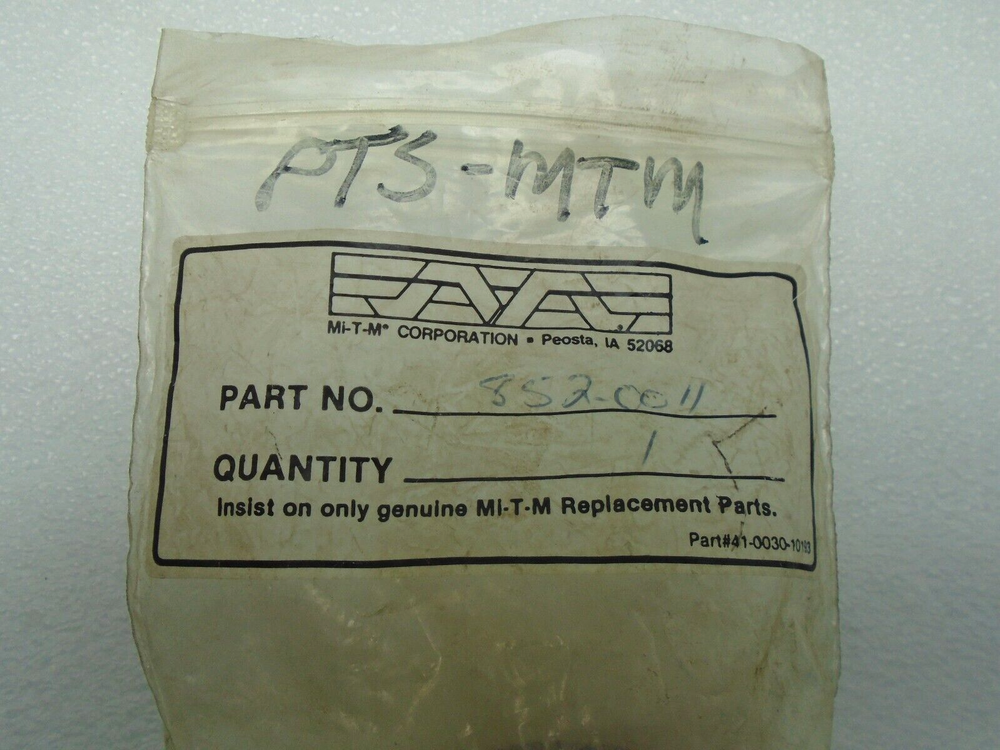 PTS-MTM
Mi-T-M® CORPORATION • Peosta, IA 52068
PART NO. 852-0011
QUANTITY 1
Insist on only genuine Mi-T-M Replacement Parts.
Part#41-0030-10193